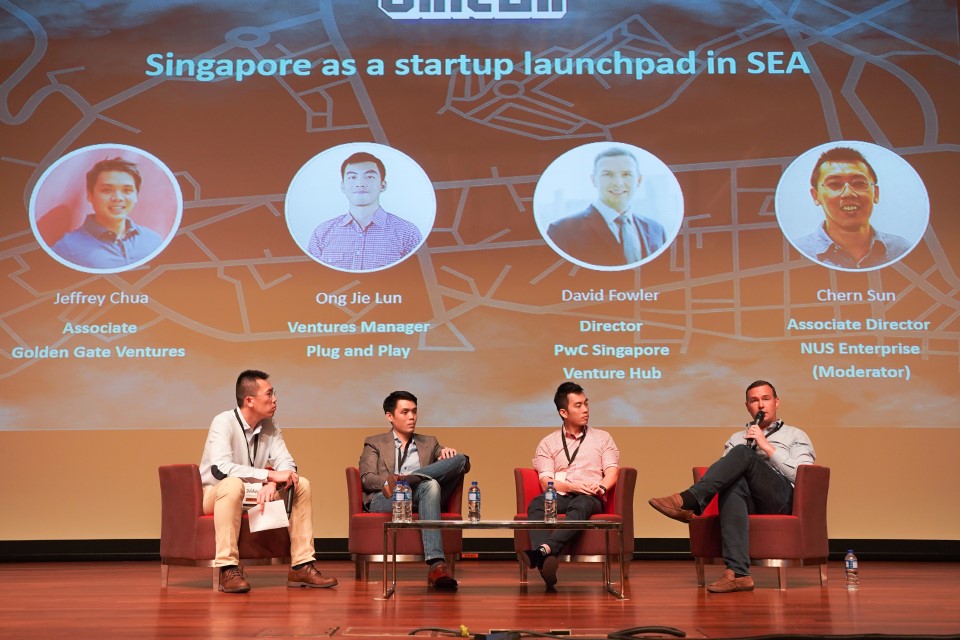 Singapore as a startup launchpad in SEA
Jeffrey Chua
Associate
Golden Gate Ventures
Ong Jie Lun
Ventures Manager
Plug and Play
David Fowler
Director
PwC Singapore
Venture Hub
Chern Sun
Associate Director
NUS Enterprise
(Moderator)